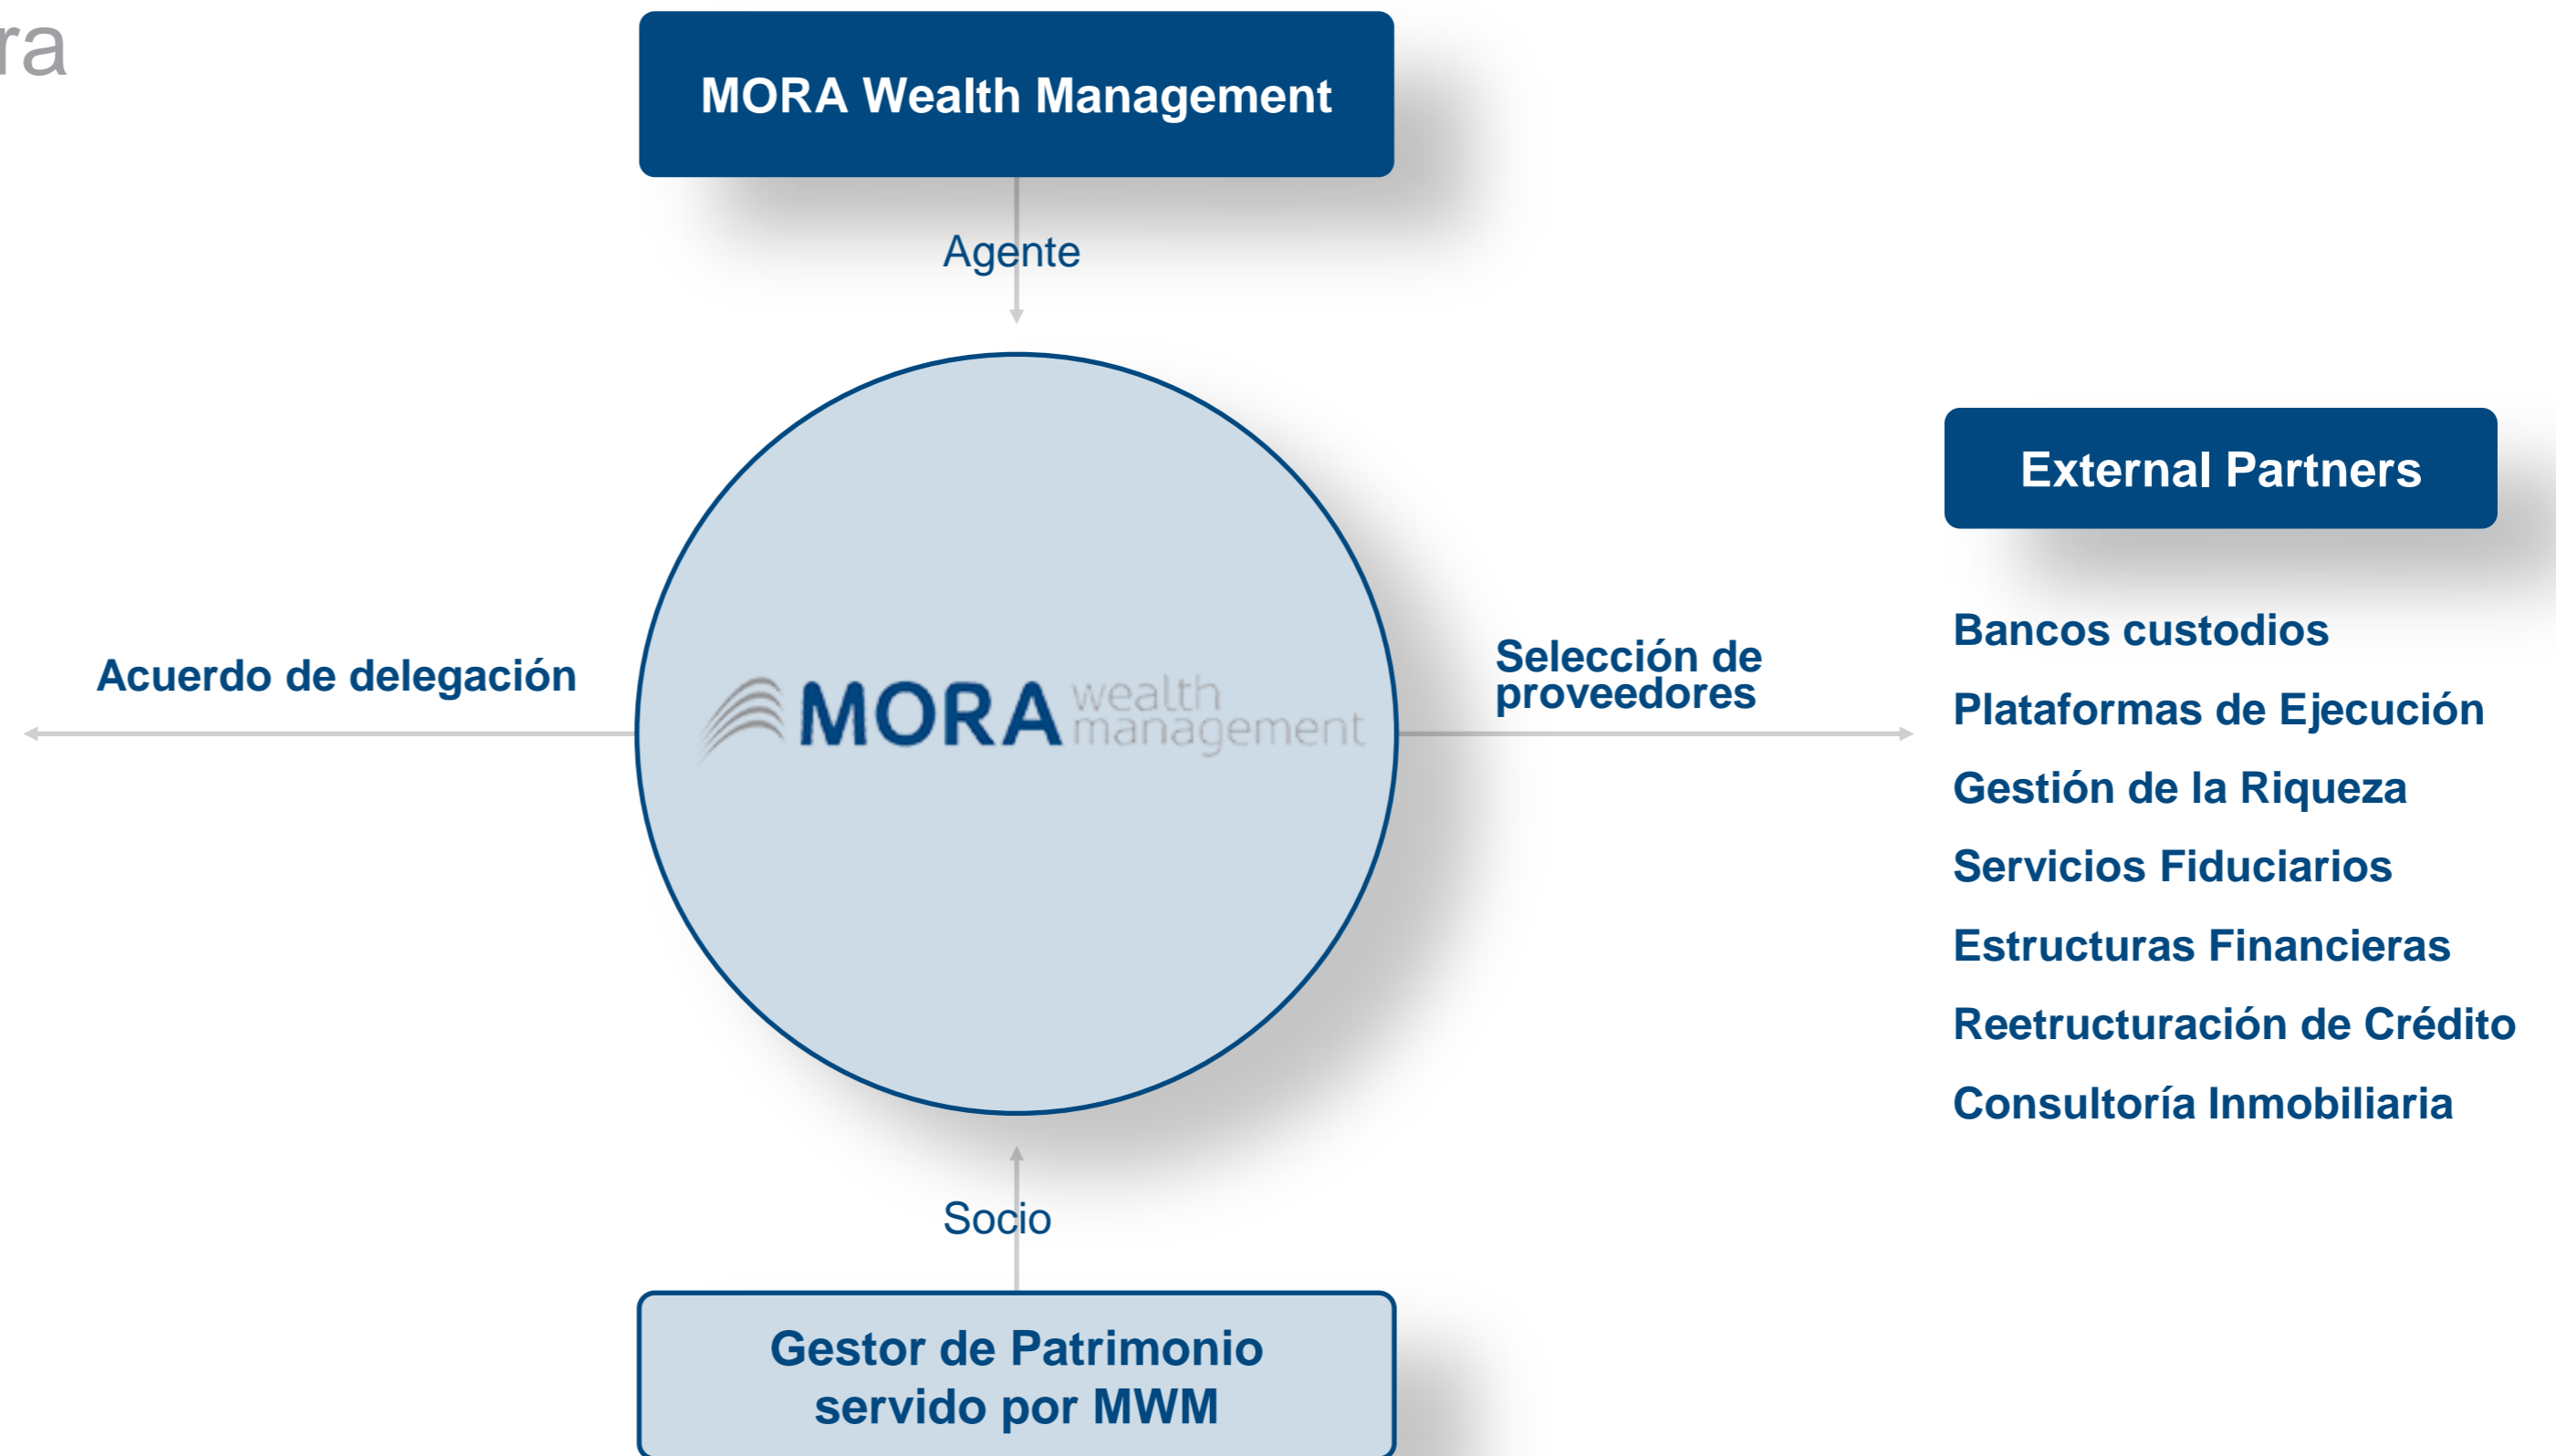 ra
MORA Wealth Management
Agente
External Partners
Bancos custodios
Acuerdo de delegación
Selección de
proveedores
MORA wealth
management
Plataformas de Ejecución
Gestión de la Riqueza
Servicios Fiduciarios
Estructuras Financieras
Reetructuración de Crédito
Consultoría Inmobiliaria
Socio
Gestor de Patrimonio
servido por MWM